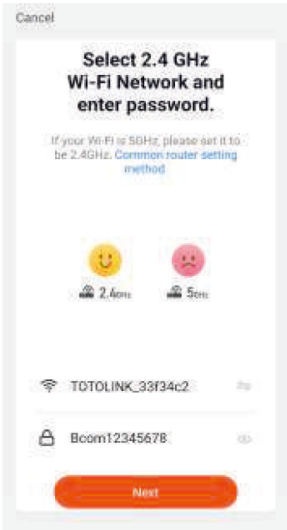 Cancel
Select 2.4 GHz
Wi-Fi Network and
enter password.
If your Wi-Fi is 5GHz, please set it to
be 2.4GHz. Common router setting
method
2.4GHz
5GHz
TOTOLINK_33f34c2
Bcom12345678
Next